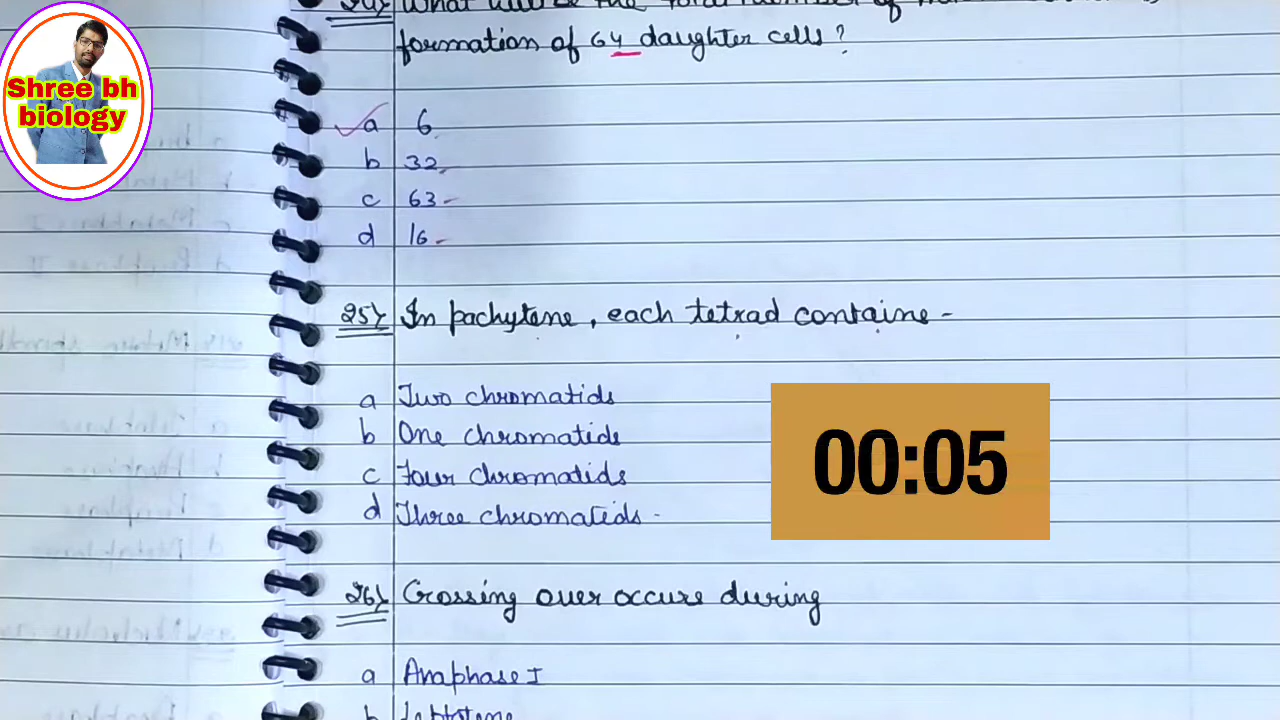 Shree bh
biology
formation of 64 daughter cells ?
a 6
b 32
c 63
d 16
25) In pachytene, each tetrad contains -
a Two chromatids
b One chromatids
c Four chromatids
d Three chromatids -
00:05
26) Crossing over occurs during
a Anaphase I
b Leptotene